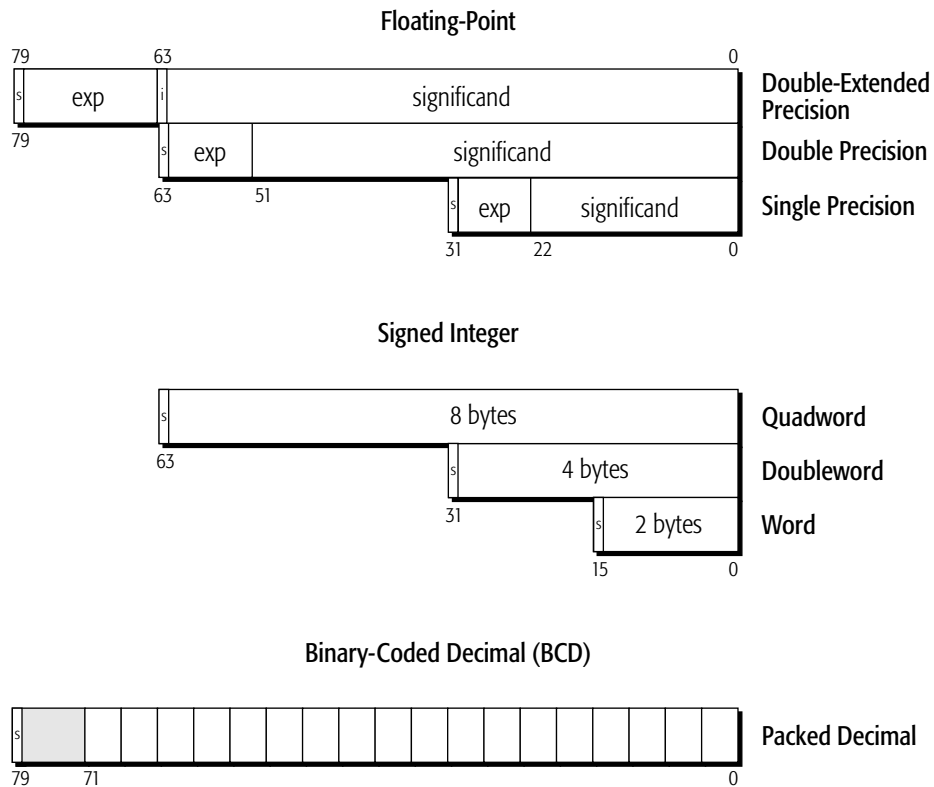 Floating-Point
79 63 0
s exp i significand Double-Extended
Precision
79
s exp significand Double Precision
63 51
s exp significand Single Precision
31 22 0
Signed Integer
s 8 bytes Quadword
63
s 4 bytes Doubleword
31
s 2 bytes Word
15 0
Binary-Coded Decimal (BCD)
s Packed Decimal
79 71 0